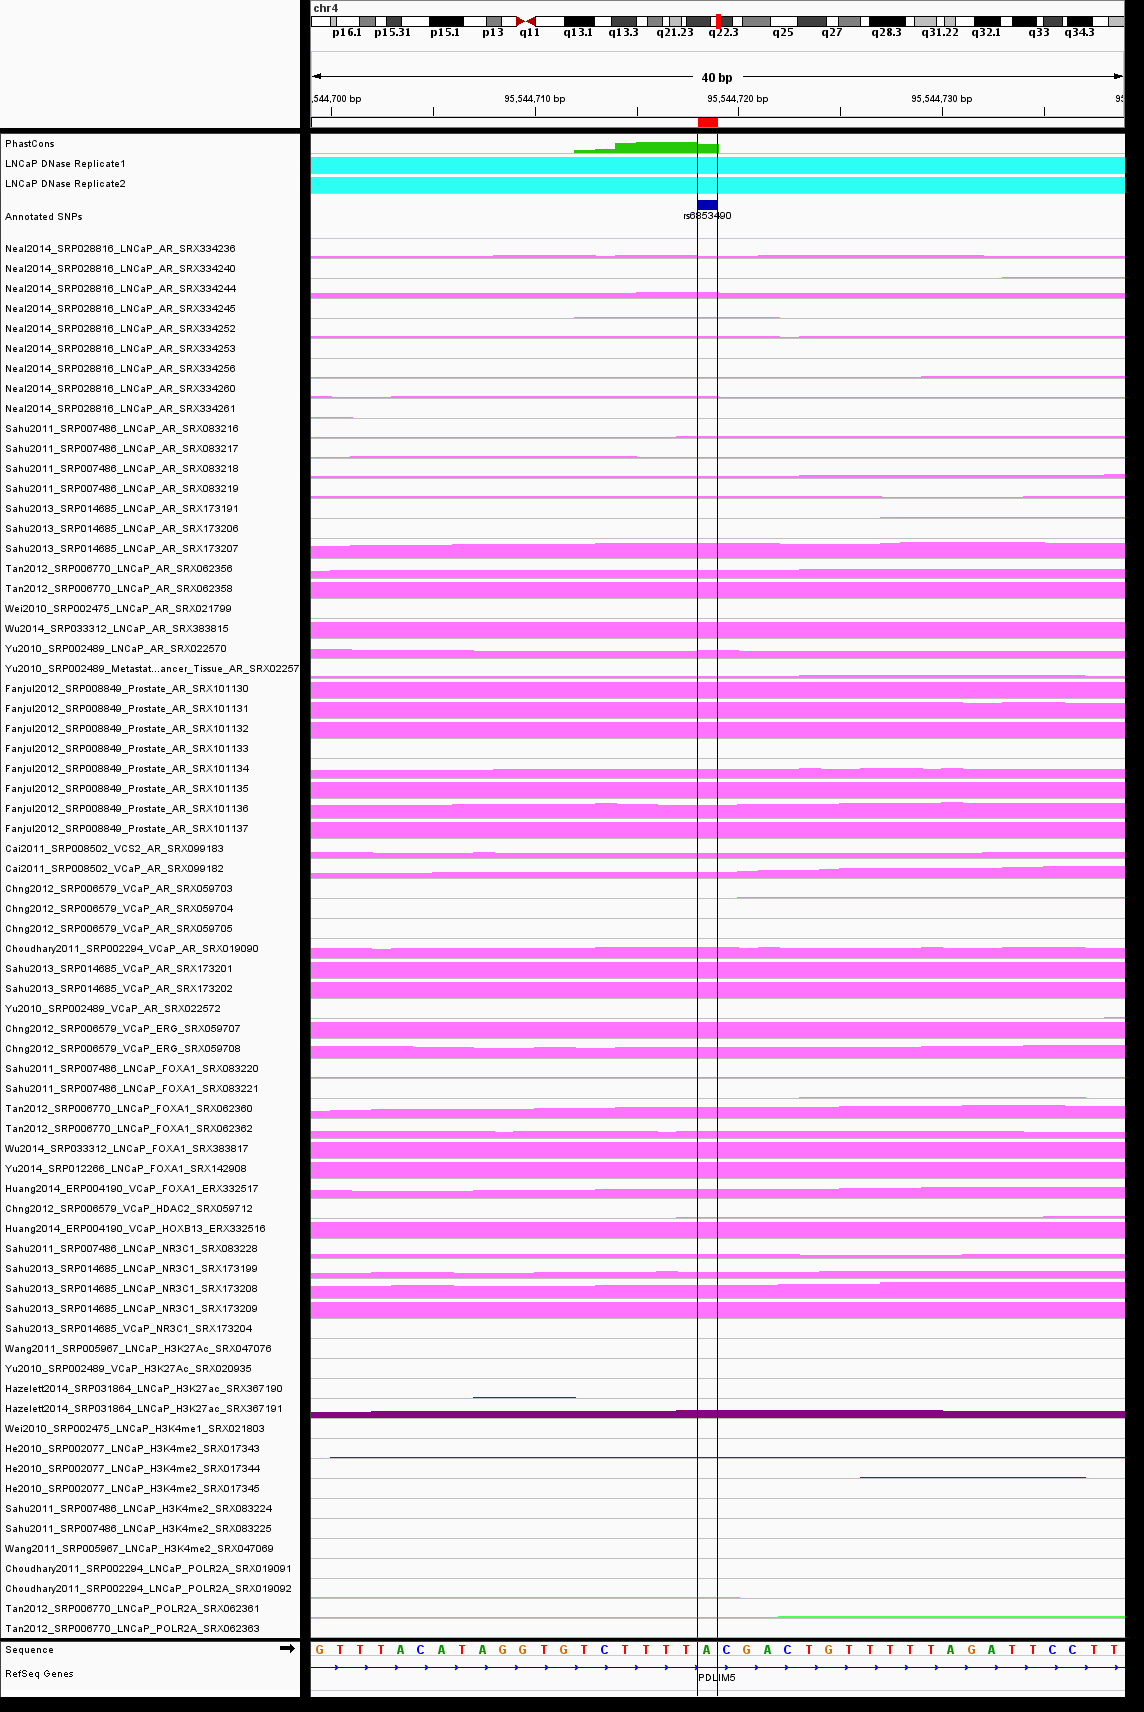 chr4
p16.1 p15.31 p15.1 p13 q11 q13.1 q13.3 q21.23 q22.3 q25 q27 q28.3 q31.22 q32.1 q33 q34.3
40 bp
,544,700 bp 95,544,710 bp 95,544,720 bp 95,544,730 bp 95
PhastCons
LNCaP DNase Replicate1
LNCaP DNase Replicate2
Annotated SNPs
rs6853490
Neal2014_SRP028816_LNCaP_AR_SRX334236
Neal2014_SRP028816_LNCaP_AR_SRX334240
Neal2014_SRP028816_LNCaP_AR_SRX334244
Neal2014_SRP028816_LNCaP_AR_SRX334245
Neal2014_SRP028816_LNCaP_AR_SRX334252
Neal2014_SRP028816_LNCaP_AR_SRX334253
Neal2014_SRP028816_LNCaP_AR_SRX334256
Neal2014_SRP028816_LNCaP_AR_SRX334260
Neal2014_SRP028816_LNCaP_AR_SRX334261
Sahu2011_SRP007486_LNCaP_AR_SRX083216
Sahu2011_SRP007486_LNCaP_AR_SRX083217
Sahu2011_SRP007486_LNCaP_AR_SRX083218
Sahu2011_SRP007486_LNCaP_AR_SRX083219
Sahu2013_SRP014685_LNCaP_AR_SRX173191
Sahu2013_SRP014685_LNCaP_AR_SRX173206
Sahu2013_SRP014685_LNCaP_AR_SRX173207
Tan2012_SRP006770_LNCaP_AR_SRX062356
Tan2012_SRP006770_LNCaP_AR_SRX062358
Wei2010_SRP002475_LNCaP_AR_SRX021799
Wu2014_SRP033312_LNCaP_AR_SRX383815
Yu2010_SRP002489_LNCaP_AR_SRX022570
Yu2010_SRP002489_Metastat...ancer_Tissue_AR_SRX02257
Fanjul2012_SRP008849_Prostate_AR_SRX101130
Fanjul2012_SRP008849_Prostate_AR_SRX101131
Fanjul2012_SRP008849_Prostate_AR_SRX101132
Fanjul2012_SRP008849_Prostate_AR_SRX101133
Fanjul2012_SRP008849_Prostate_AR_SRX101134
Fanjul2012_SRP008849_Prostate_AR_SRX101135
Fanjul2012_SRP008849_Prostate_AR_SRX101136
Fanjul2012_SRP008849_Prostate_AR_SRX101137
Cai2011_SRP008502_VCS2_AR_SRX099183
Cai2011_SRP008502_VCaP_AR_SRX099182
Chng2012_SRP006579_VCaP_AR_SRX059703
Chng2012_SRP006579_VCaP_AR_SRX059704
Chng2012_SRP006579_VCaP_AR_SRX059705
Choudhary2011_SRP002294_VCaP_AR_SRX019090
Sahu2013_SRP014685_VCaP_AR_SRX173201
Sahu2013_SRP014685_VCaP_AR_SRX173202
Yu2010_SRP002489_VCaP_AR_SRX022572
Chng2012_SRP006579_VCaP_ERG_SRX059707
Chng2012_SRP006579_VCaP_ERG_SRX059708
Sahu2011_SRP007486_LNCaP_FOXA1_SRX083220
Sahu2011_SRP007486_LNCaP_FOXA1_SRX083221
Tan2012_SRP006770_LNCaP_FOXA1_SRX062360
Tan2012_SRP006770_LNCaP_FOXA1_SRX062362
Wu2014_SRP033312_LNCaP_FOXA1_SRX383817
Yu2014_SRP012266_LNCaP_FOXA1_SRX142908
Huang2014_ERP004190_VCaP_FOXA1_ERX332517
Chng2012_SRP006579_VCaP_HDAC2_SRX059712
Huang2014_ERP004190_VCaP_HOXB13_ERX332516
Sahu2011_SRP007486_LNCaP_NR3C1_SRX083228
Sahu2013_SRP014685_LNCaP_NR3C1_SRX173199
Sahu2013_SRP014685_LNCaP_NR3C1_SRX173208
Sahu2013_SRP014685_LNCaP_NR3C1_SRX173209
Sahu2013_SRP014685_VCaP_NR3C1_SRX173204
Wang2011_SRP005967_LNCaP_H3K27Ac_SRX047076
Yu2010_SRP002489_VCaP_H3K27Ac_SRX020935
Hazelett2014_SRP031864_LNCaP_H3K27ac_SRX367190
Hazelett2014_SRP031864_LNCaP_H3K27ac_SRX367191
Wei2010_SRP002475_LNCaP_H3K4me1_SRX021803
He2010_SRP002077_LNCaP_H3K4me2_SRX017343
He2010_SRP002077_LNCaP_H3K4me2_SRX017344
He2010_SRP002077_LNCaP_H3K4me2_SRX017345
Sahu2011_SRP007486_LNCaP_H3K4me2_SRX083224
Sahu2011_SRP007486_LNCaP_H3K4me2_SRX083225
Wang2011_SRP005967_LNCaP_H3K4me2_SRX047069
Choudhary2011_SRP002294_LNCaP_POLR2A_SRX019091
Choudhary2011_SRP002294_LNCaP_POLR2A_SRX019092
Tan2012_SRP006770_LNCaP_POLR2A_SRX062361
Tan2012_SRP006770_LNCaP_POLR2A_SRX062363
Sequence G T T T A C A T A G G T G T C T T T T A C G A C T G T T T T T A G A T T C C T T
RefSeq Genes
PDLIM5